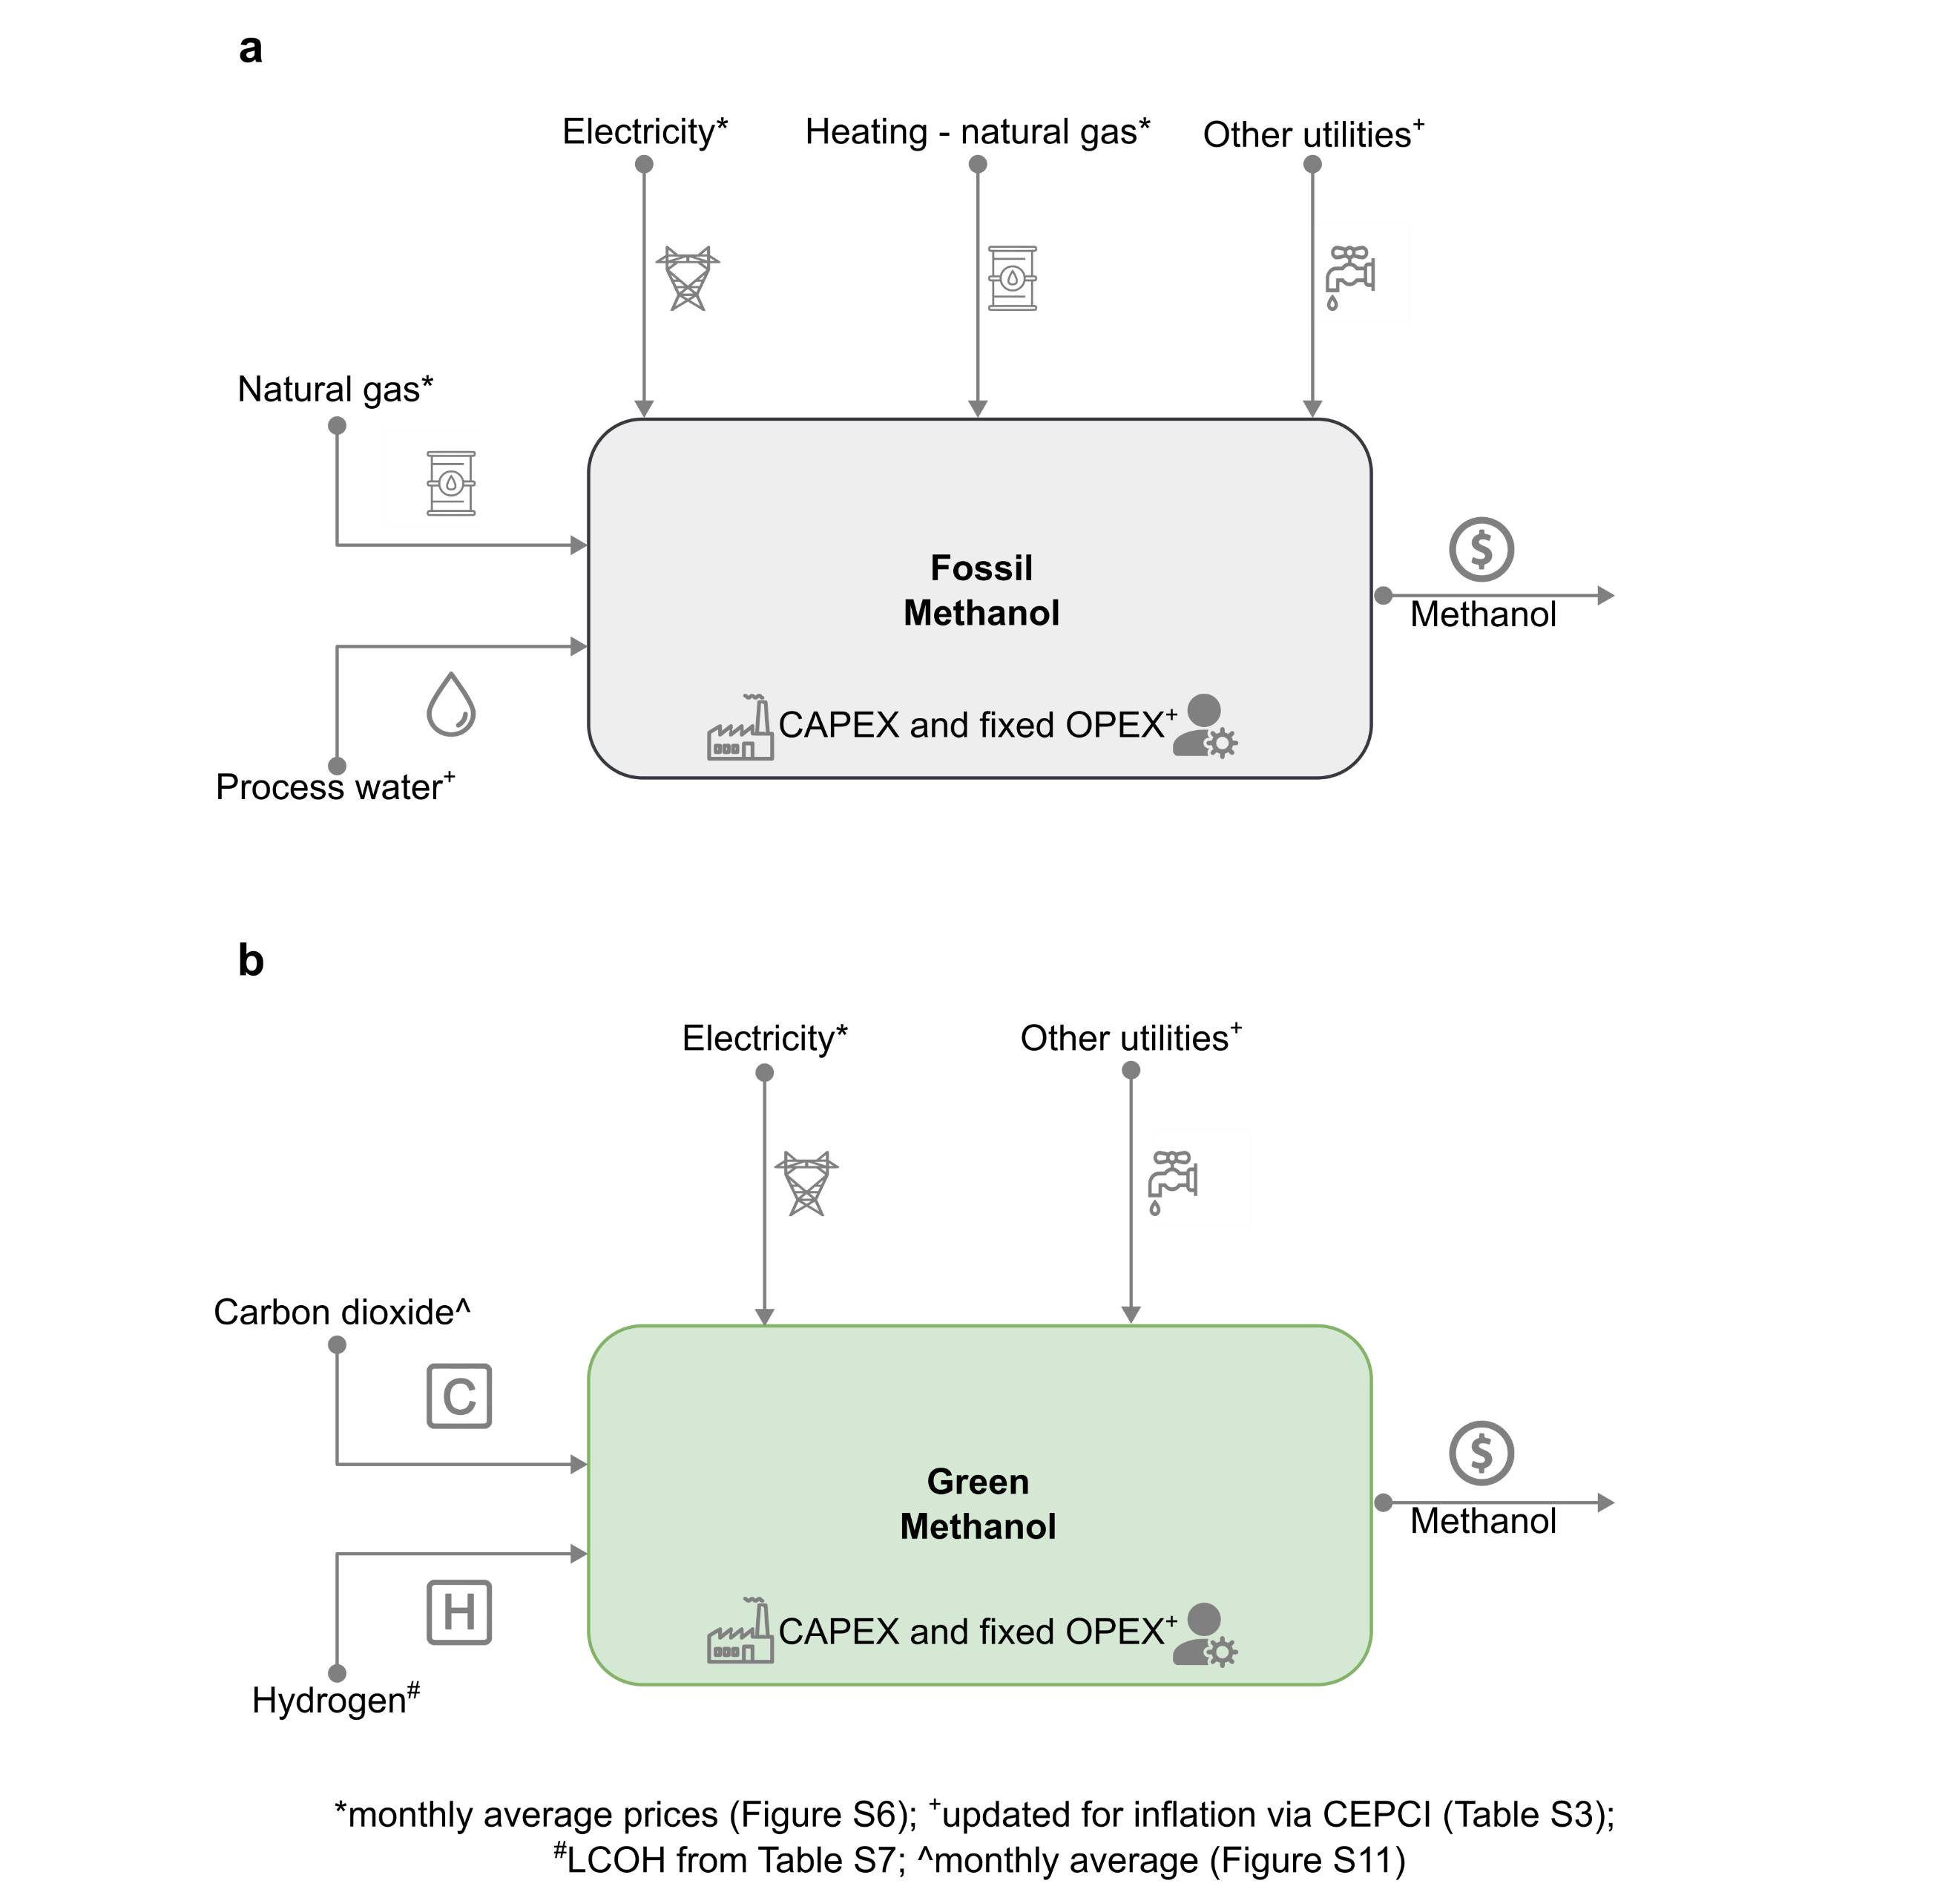 a
Electricity*
Heating - natural gas*
Other utilities+
Natural gas*
Fossil
Methanol
$
Methanol
CAPEX and fixed OPEX+
Process water+
b
Electricity*
Other utilities+
Carbon dioxide^
C
Green
Methanol
$
Methanol
H
CAPEX and fixed OPEX+
Hydrogen#
*monthly average prices (Figure S6); +updated for inflation via CEPCI (Table S3);
#LCOH from Table S7; ^monthly average (Figure S11)